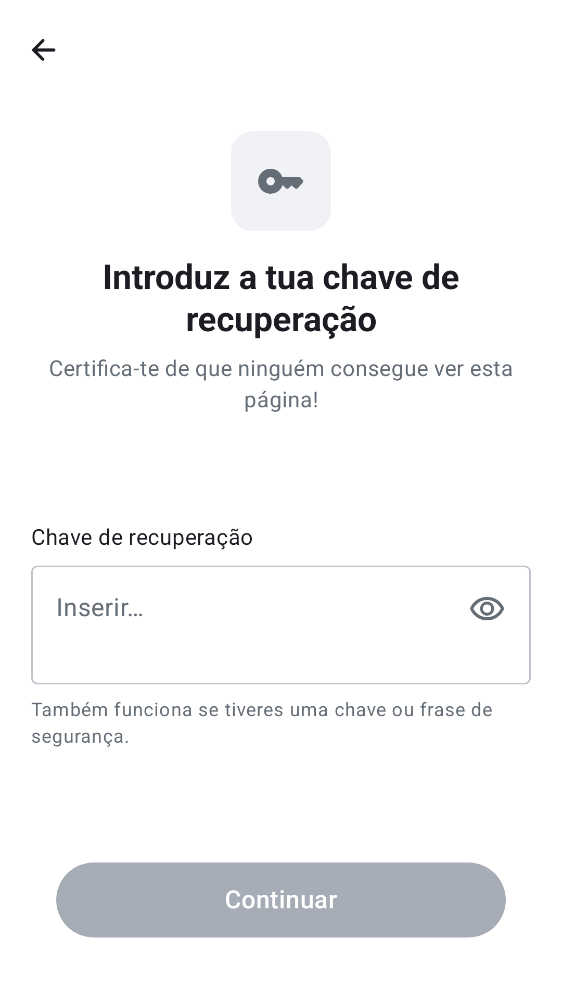 Introduz a tua chave de
recuperação
Certifica-te de que ninguém consegue ver esta
página!
Chave de recuperação
Inserir…
Também funciona se tiveres uma chave ou frase de
segurança.
Continuar